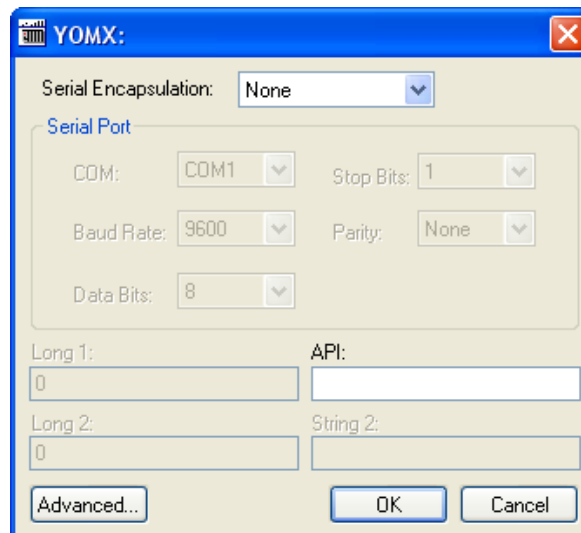 YOMX:
Serial Encapsulation: None
Serial Port
COM: COM1 Stop Bits: 1
Baud Rate: 9600 Parity: None
Data Bits: 8
Long 1: API:
0
Long 2: String 2:
0
Advanced... OK Cancel